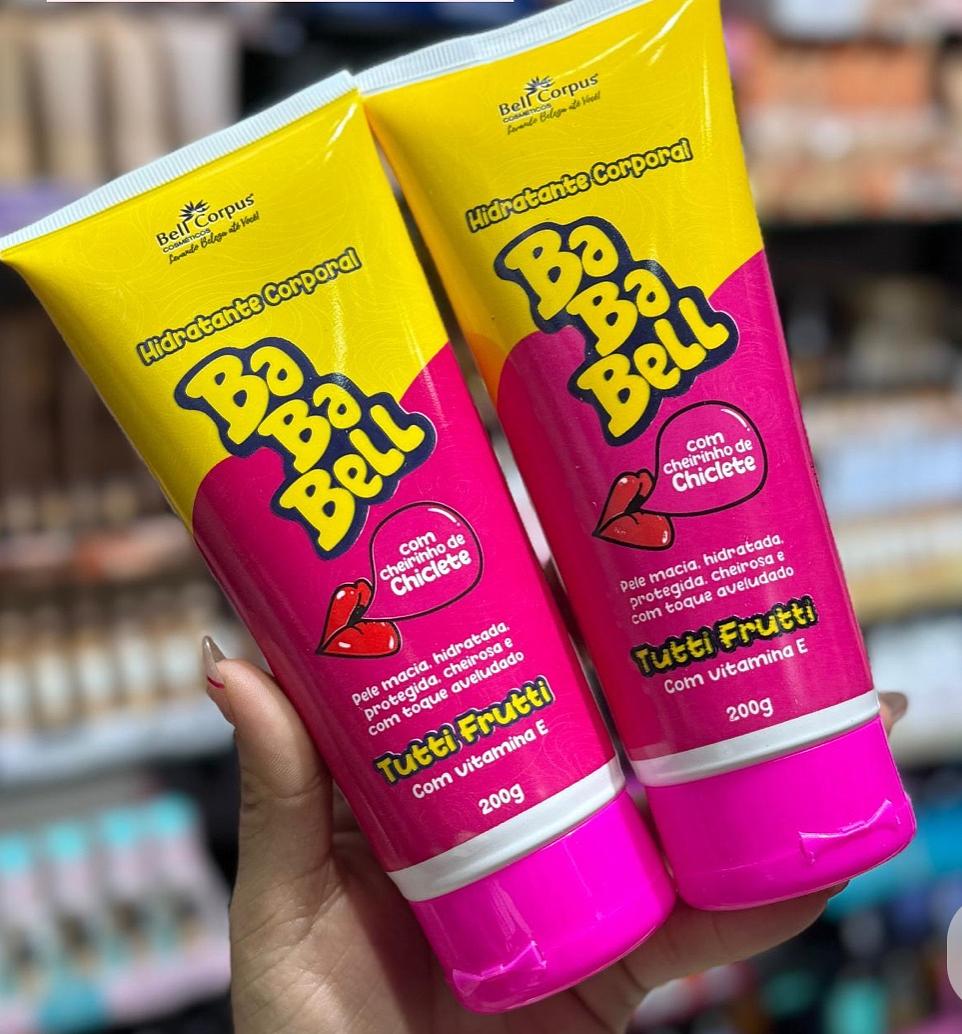 Bell Corpus
COSMÉTICOS
Levando Beleza até Você!
Hidratante Corporal
Ba
Ba
Bell
com
cheirinho de
Chiclete
Pele macia, hidratada,
protegida, cheirosa e
com toque aveludado
Tutti Frutti
Com vitamina E
200g
Bell Corpus
COSMÉTICOS
Levando Beleza até Você!
Hidratante Corporal
Ba
Ba
Bell
com
cheirinho de
Chiclete
Pele macia, hidratada,
protegida, cheirosa e
com toque aveludado
Tutti Frutti
Com vitamina E
200g